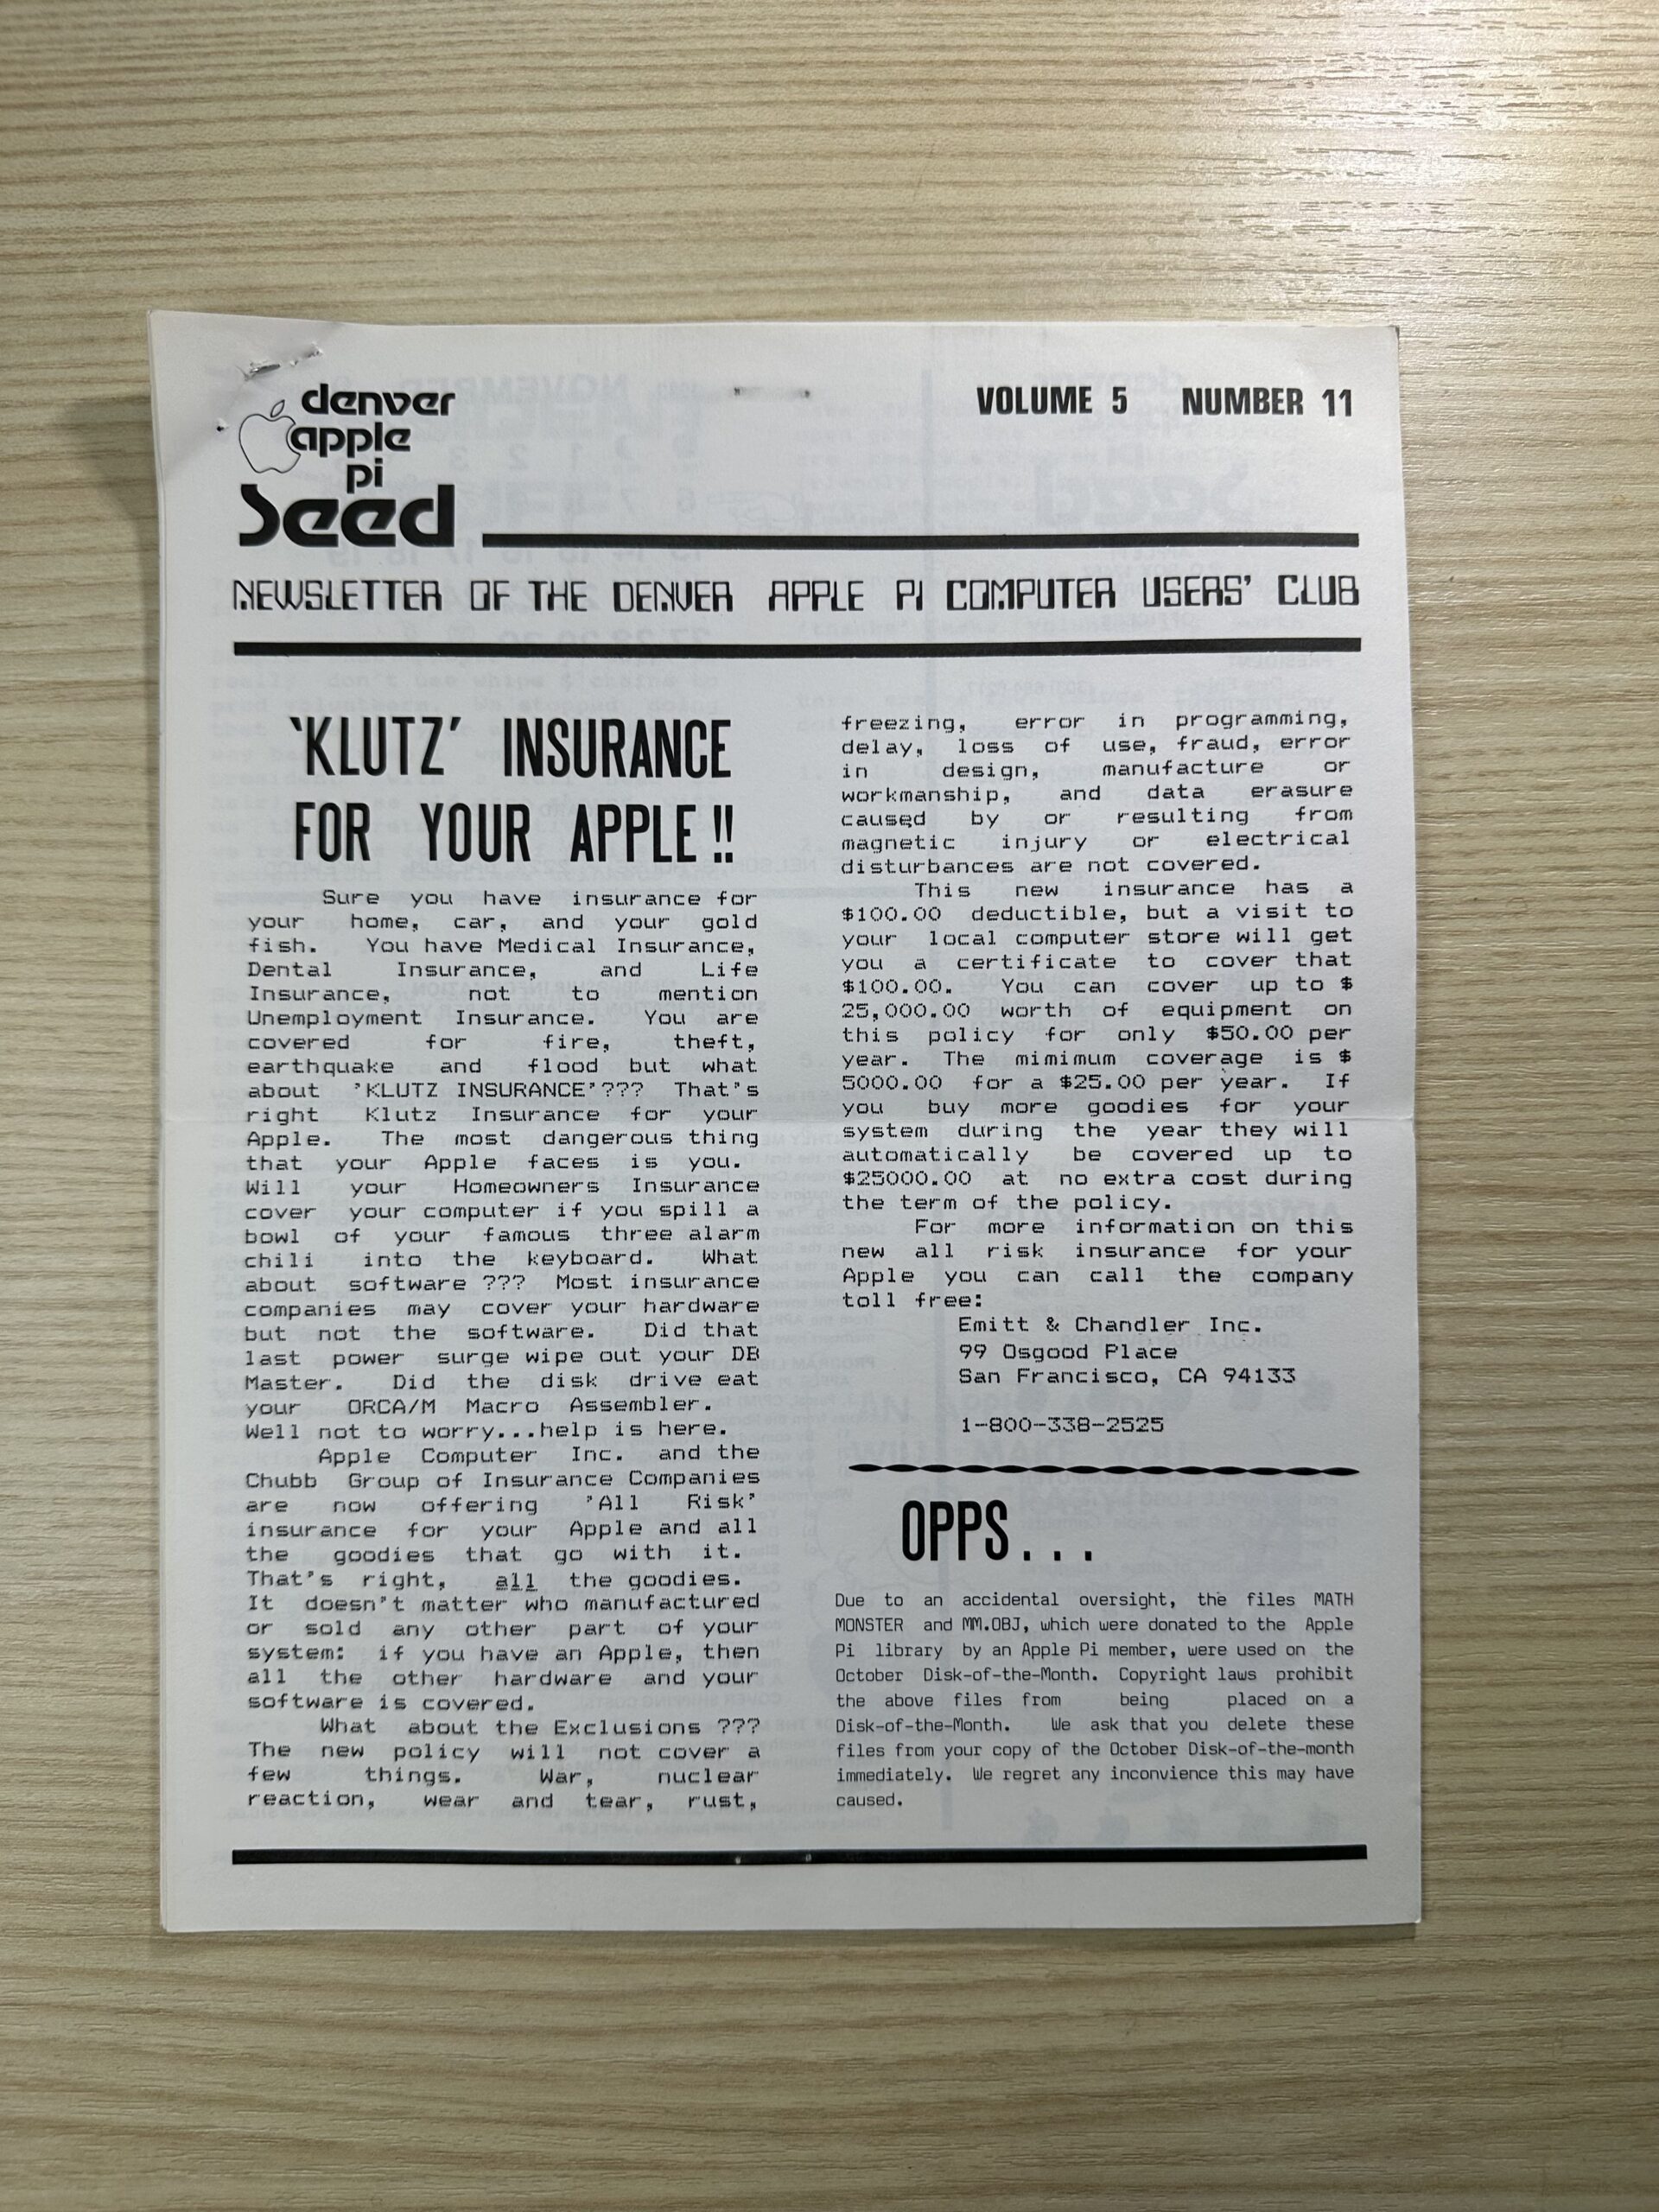 denver
apple
pi
Seed
VOLUME 5 NUMBER 11
NEWSLETTER OF THE DENVER APPLE PI COMPUTER USERS' CLUB
'KLUTZ' INSURANCE
FOR YOUR APPLE!!
Sure you have insurance for
your home, car, and your gold
fish. You have Medical Insurance,
Dental Insurance, and Life
Insurance, not to mention
Unemployment Insurance. You are
covered for fire, theft,
earthquake and flood but what
about 'KLUTZ INSURANCE'??? That's
right Klutz Insurance for your
Apple. The most dangerous thing
that your Apple faces is you.
Will your Homeowners Insurance
cover your computer if you spill a
bowl of your famous three alarm
chili into the keyboard. What
about software ??? Most insurance
companies may cover your hardware
but not the software. Did that
last power surge wipe out your DB
Master. Did the disk drive eat
your ORCA/M Macro Assembler.
Well not to worry...help is here.
Apple Computer Inc. and the
Chubb Group of Insurance Companies
are now offering 'All Risk'
insurance for your Apple and all
the goodies that go with it.
That's right, all the goodies.
It doesn't matter who manufactured
or sold any other part of your
system: if you have an Apple, then
all the other hardware and your
software is covered.
What about the Exclusions ???
The new policy will not cover a
few things. War, nuclear
reaction, wear and tear, rust,
freezing, error in programming,
delay, loss of use, fraud, error
in design, manufacture or
workmanship, and data erasure
caused by or resulting from
magnetic injury or electrical
disturbances are not covered.
This new insurance has a
$100.00 deductible, but a visit to
your local computer store will get
you a certificate to cover that
$100.00. You can cover up to $
25,000.00 worth of equipment on
this policy for only $50.00 per
year. The mimimum coverage is $
5000.00 for a $25.00 per year. If
you buy more goodies for your
system during the year they will
automatically be covered up to
$25000.00 at no extra cost during
the term of the policy.
For more information on this
new all risk insurance for your
Apple you can call the company
toll free:
Emitt & Chandler Inc.
99 Osgood Place
San Francisco, CA 94133
1-800-338-2525
OPPS...
Due to an accidental oversight, the files MATH
MONSTER and MM.OBJ, which were donated to the Apple
Pi library by an Apple Pi member, were used on the
October Disk-of-the-Month. Copyright laws prohibit
the above files from being placed on a
Disk-of-the-Month. We ask that you delete these
files from your copy of the October Disk-of-the-month
immediately. We regret any inconvience this may have
caused.